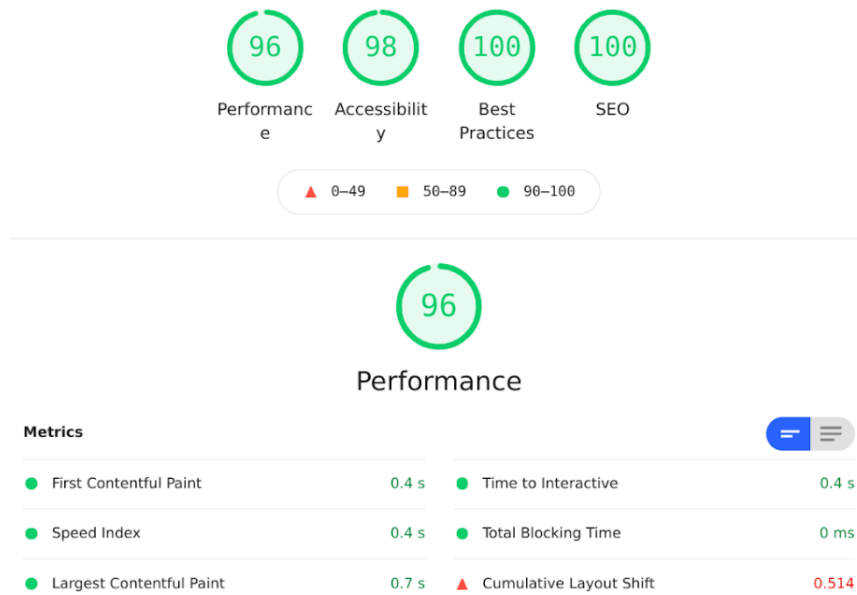 96 98 100 100
Performanc Accessibilit Best SEO
e y Practices
0–49 50–89 90–100
96
Performance
Metrics
First Contentful Paint 0.4 s Time to Interactive 0.4 s
Speed Index 0.4 s Total Blocking Time 0 ms
Largest Contentful Paint 0.7 s Cumulative Layout Shift 0.514